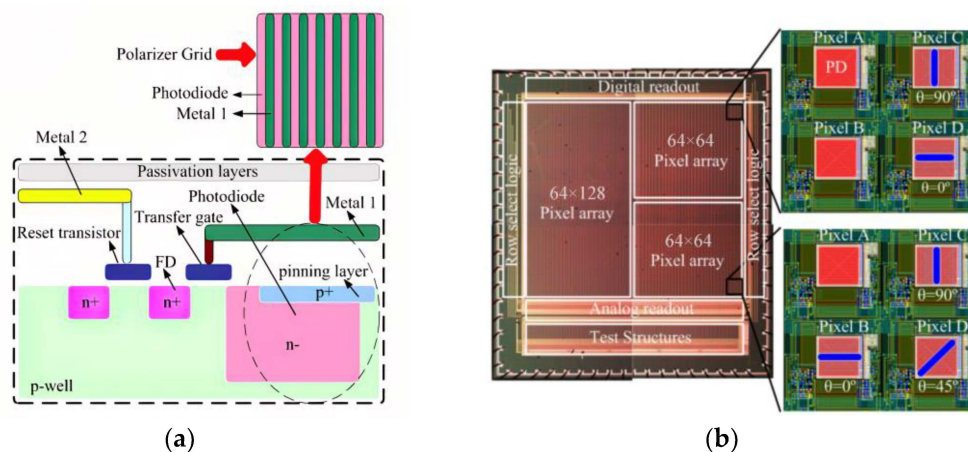 Polarizer Grid
Photodiode
Metal 1
Metal 2
Passivation layers
Photodiode
Metal 1
Reset transistor
Transfer gate
FD
pinning layer
n+
n+
p+
n-
p-well
(a)
Digital readout
Row select logic
64×128
Pixel array
64×64
Pixel array
64×64
Pixel array
Row select logic
Analog readout
Test Structures
Pixel A
Pixel C
PD
θ=90°
Pixel B
Pixel D
θ=0°
Pixel A
Pixel C
θ=90°
Pixel B
Pixel D
θ=0°
θ=45°
(b)